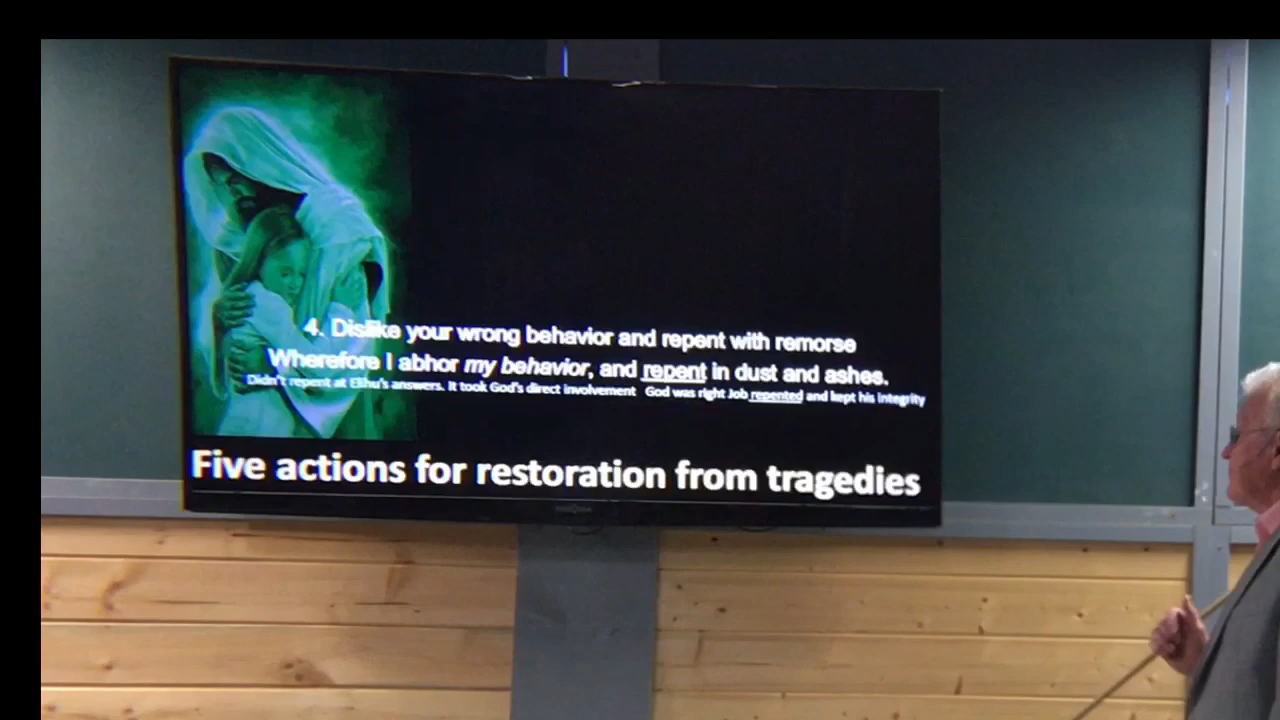 4. Dislike your wrong behavior and repent with remorse
Wherefore I abhor my behavior, and repent in dust and ashes.
Didn't repent at Elihu's answers. It took God's direct involvement God was right Job repented and kept his integrity
Five actions for restoration from tragedies